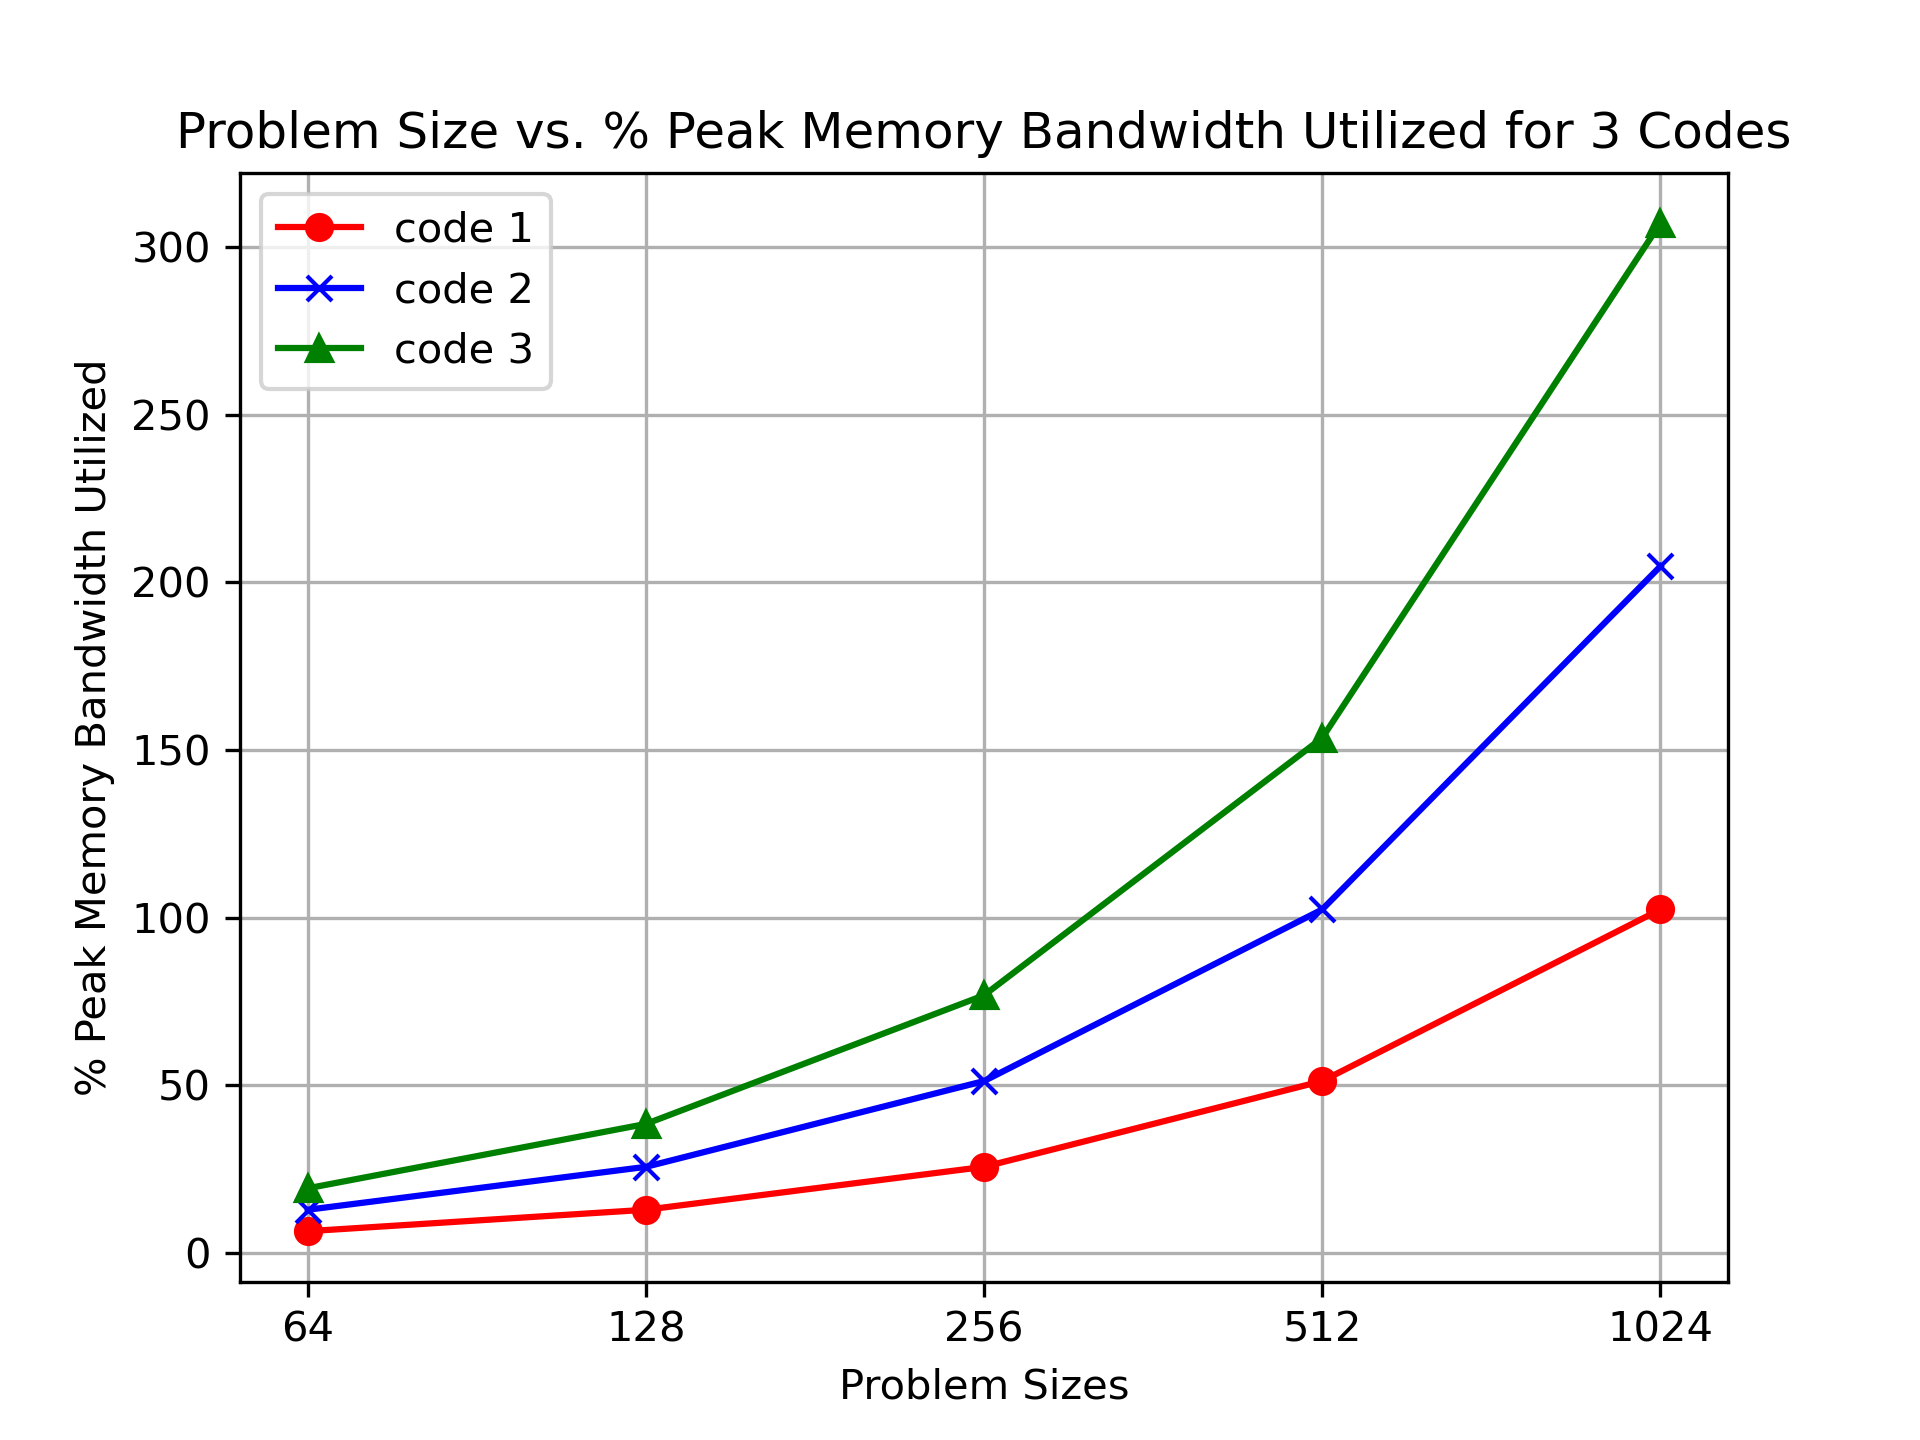 Problem Size vs. % Peak Memory Bandwidth Utilized for 3 Codes
code 1
code 2
code 3
% Peak Memory Bandwidth Utilized
300
250
200
150
100
50
0
64 128 256 512 1024
Problem Sizes